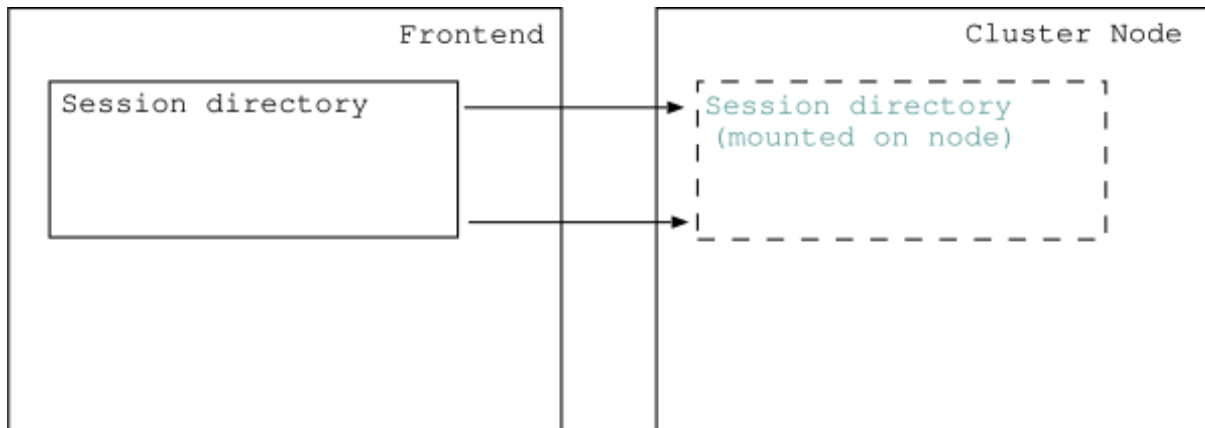 Frontend
Session directory
Cluster Node
Session directory
(mounted on node)